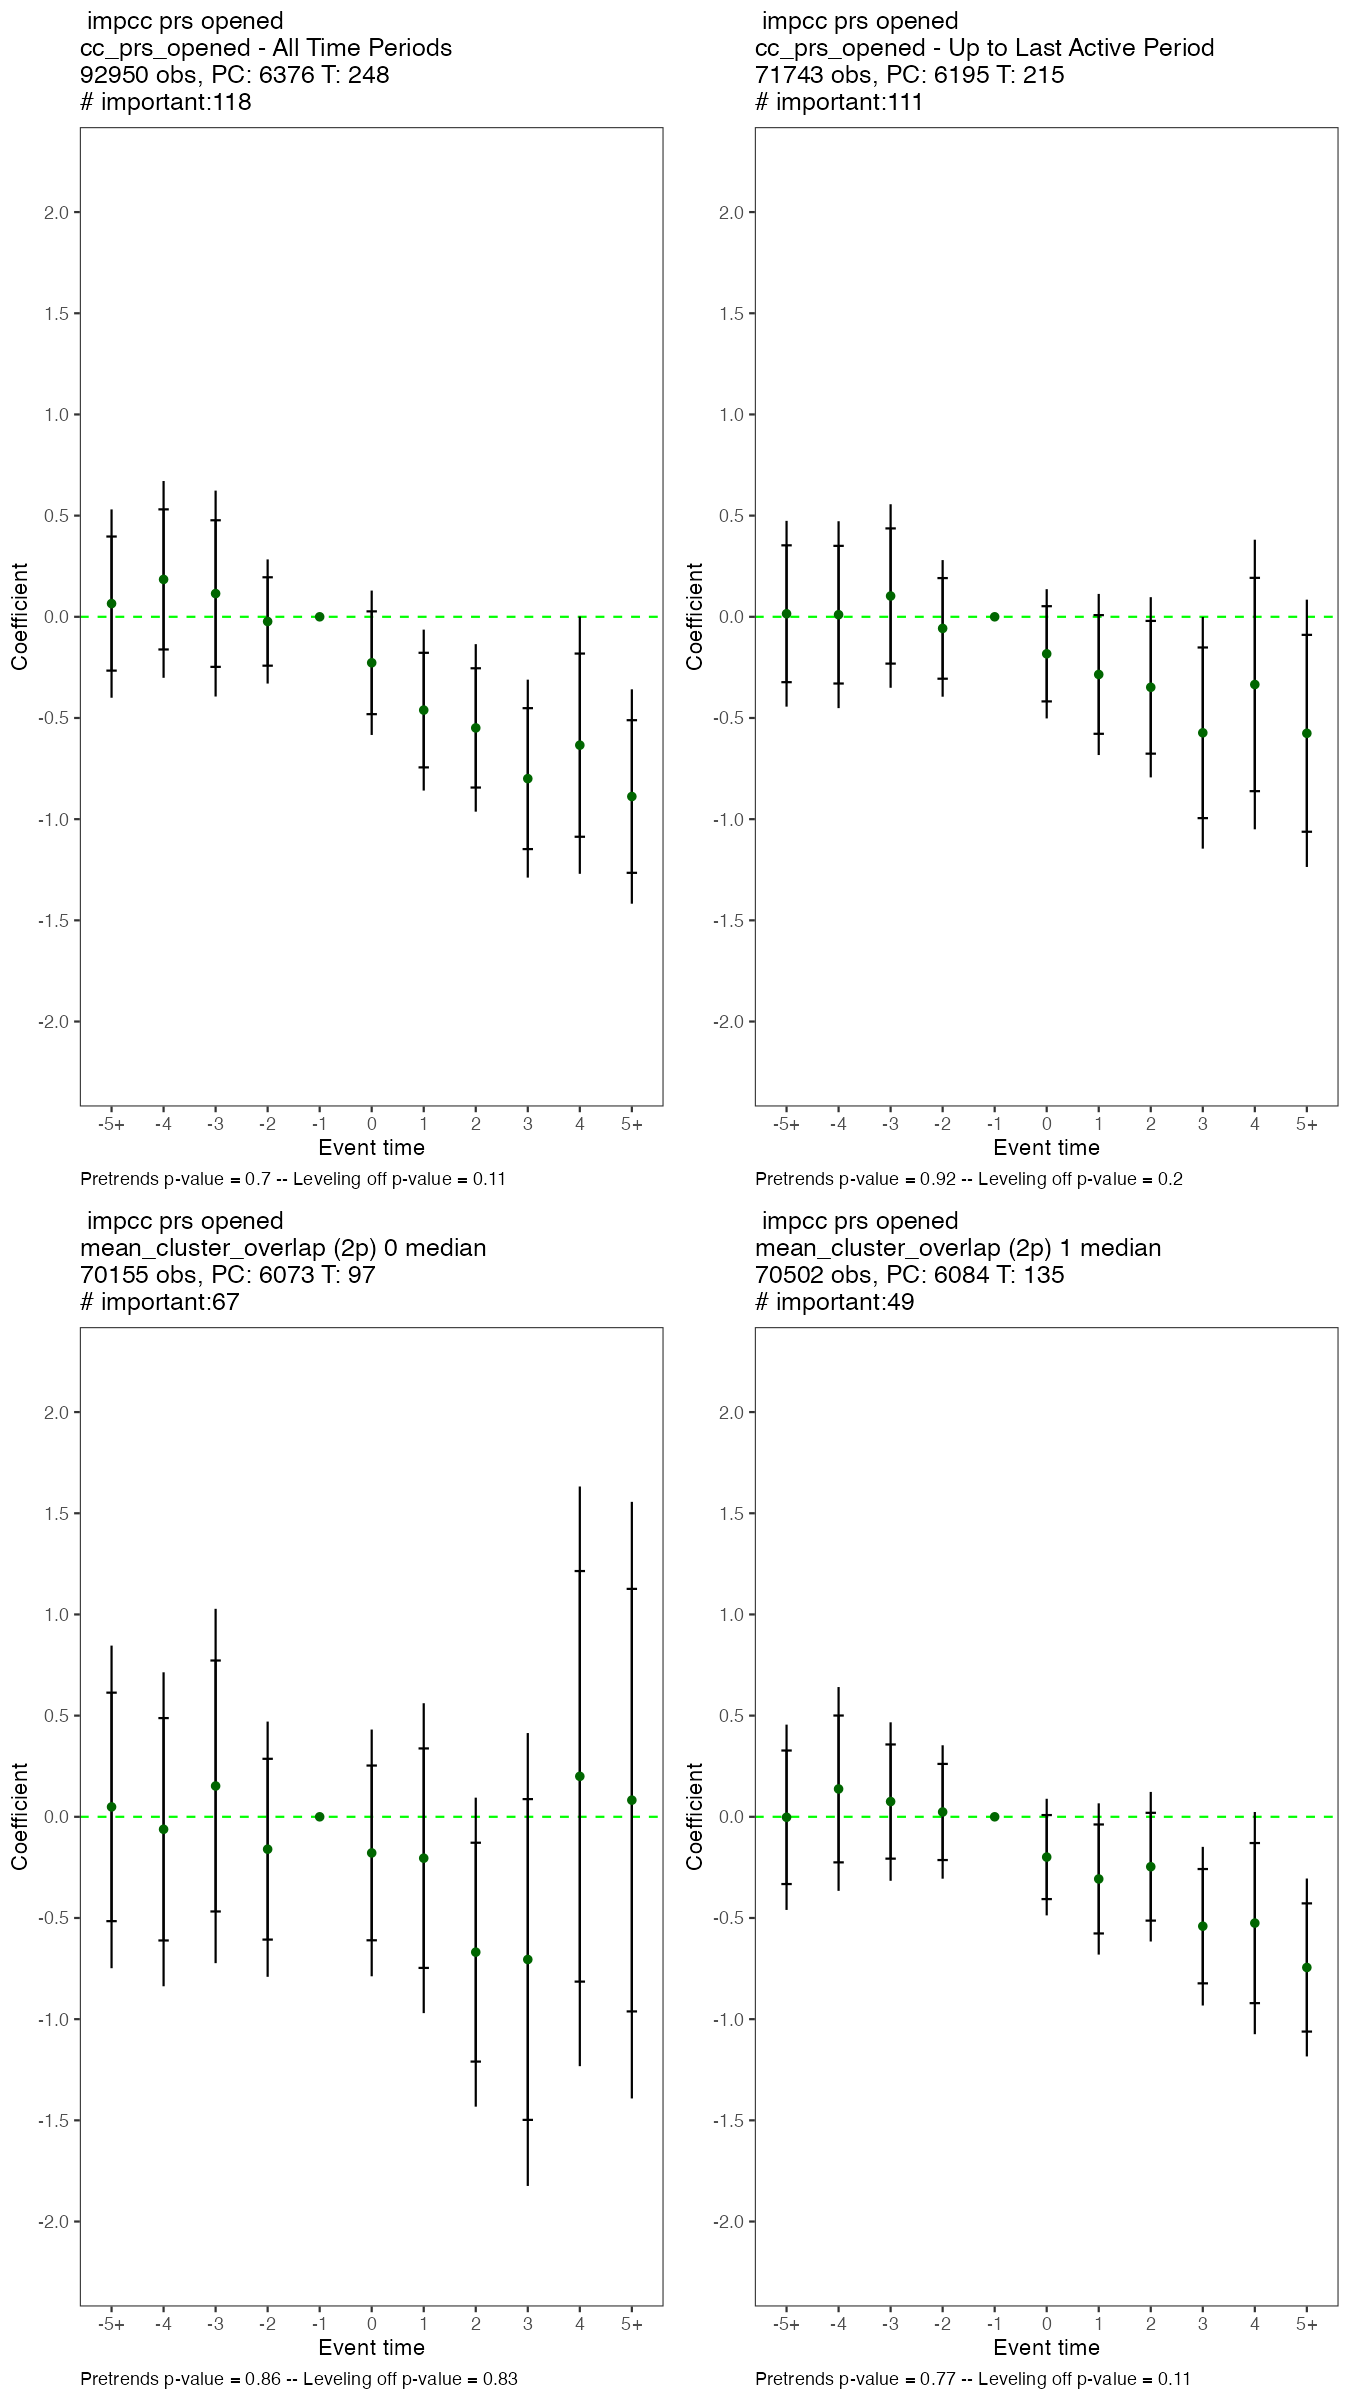 impcc prs opened
cc_prs_opened - All Time Periods
92950 obs, PC: 6376 T: 248
# important:118
2.0
1.5
1.0
0.5
0.0
-0.5
-1.0
-1.5
-2.0
Coefficient
-5+ -4 -3 -2 -1 0 1 2 3 4 5+
Event time
Pretrends p-value = 0.7 -- Leveling off p-value = 0.11
impcc prs opened
cc_prs_opened - Up to Last Active Period
71743 obs, PC: 6195 T: 215
# important:111
2.0
1.5
1.0
0.5
0.0
-0.5
-1.0
-1.5
-2.0
Coefficient
-5+ -4 -3 -2 -1 0 1 2 3 4 5+
Event time
Pretrends p-value = 0.92 -- Leveling off p-value = 0.2
impcc prs opened
mean_cluster_overlap (2p) 0 median
70155 obs, PC: 6073 T: 97
# important:67
2.0
1.5
1.0
0.5
0.0
-0.5
-1.0
-1.5
-2.0
Coefficient
-5+ -4 -3 -2 -1 0 1 2 3 4 5+
Event time
Pretrends p-value = 0.86 -- Leveling off p-value = 0.83
impcc prs opened
mean_cluster_overlap (2p) 1 median
70502 obs, PC: 6084 T: 135
# important:49
2.0
1.5
1.0
0.5
0.0
-0.5
-1.0
-1.5
-2.0
Coefficient
-5+ -4 -3 -2 -1 0 1 2 3 4 5+
Event time
Pretrends p-value = 0.77 -- Leveling off p-value = 0.11